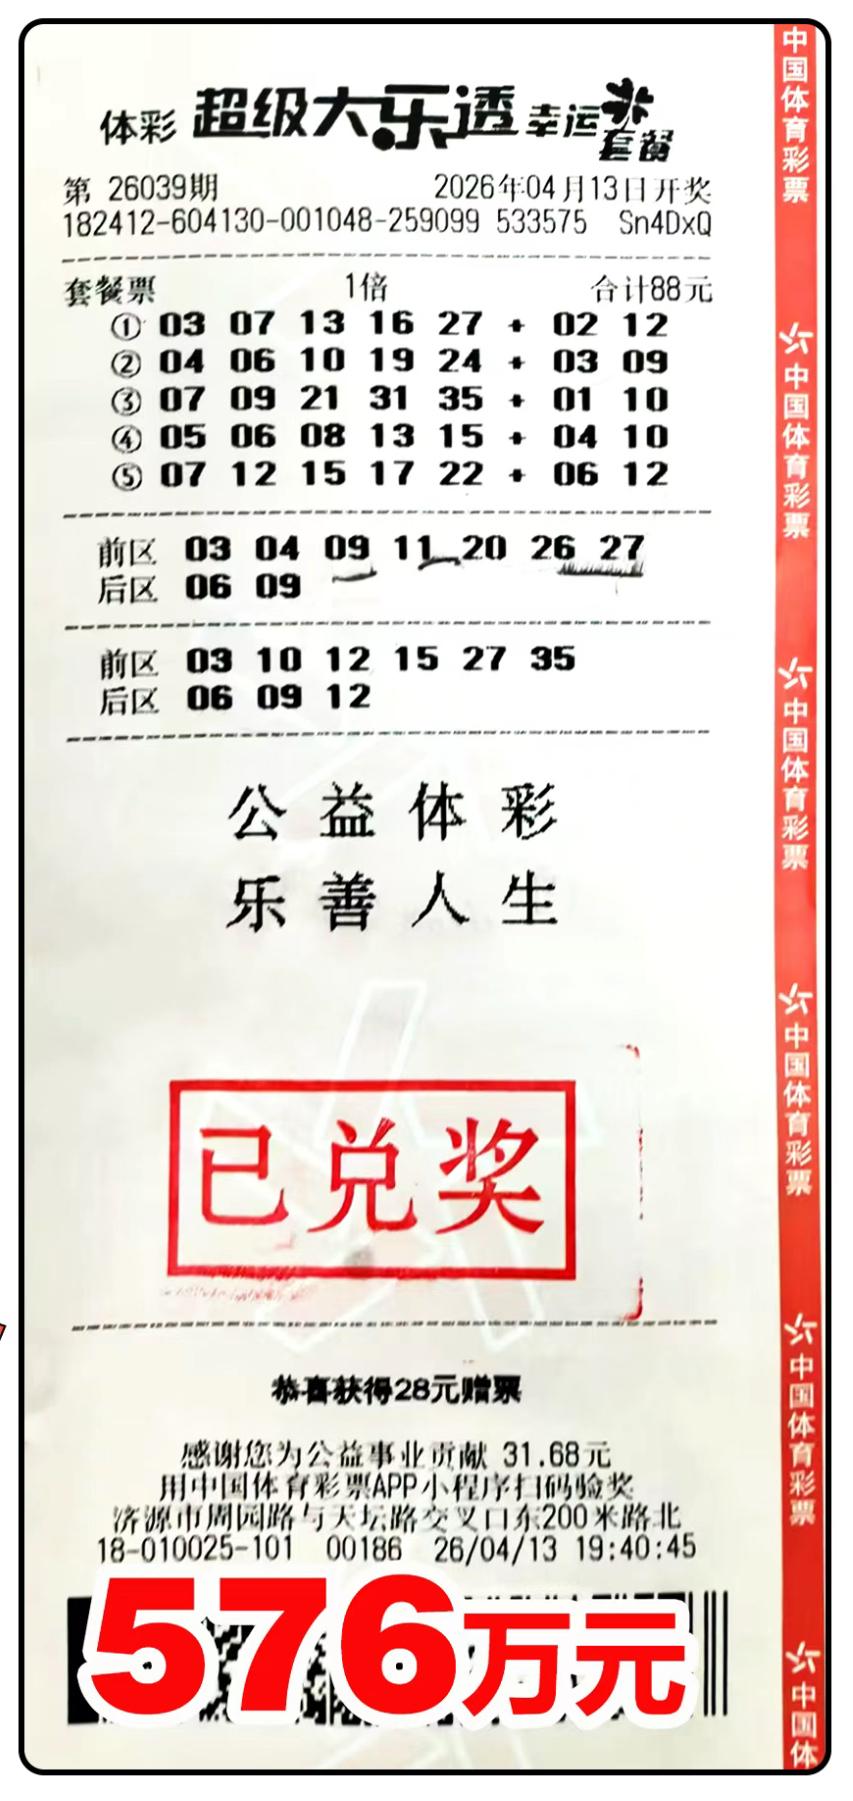 体彩 超级大乐透 幸运六套餐
第 26039期 2026年04月13日开奖
182412-604130-001048-259099 533575 Sn4DxQ
套餐票 1倍 合计88元
① 03 07 13 16 27 + 02 12
② 04 06 10 19 24 + 03 09
③ 07 09 21 31 35 + 01 10
④ 05 06 08 13 15 + 04 10
⑤ 07 12 15 17 22 + 06 12
前区 03 04 09 11 20 26 27
后区 06 09
前区 03 10 12 15 27 35
后区 06 09 12
公益体彩
乐善人生
已兑奖
恭喜获得28元赠票
感谢您为公益事业贡献 31.68元
用中国体育彩票APP小程序扫码验奖
济源市周园路与天坛路交叉口东200米路北
18-010025-101 00186 26/04/13 19:40:45
576万元
中国体育彩票
中国体育彩票
中国体育彩票
中国体育彩票
中国体育彩票
中国体